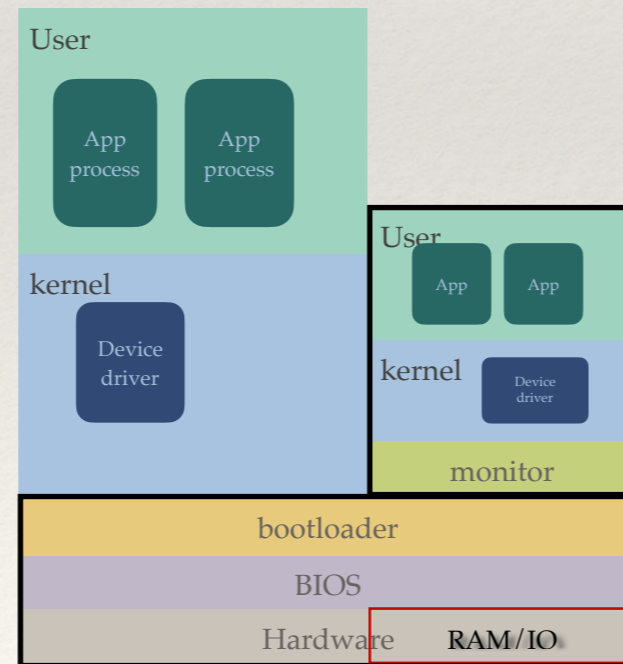 User
App
process
App
process
kernel
Device
driver
User
App
App
kernel
Device
driver
monitor
bootloader
BIOS
Hardware
RAM/IO